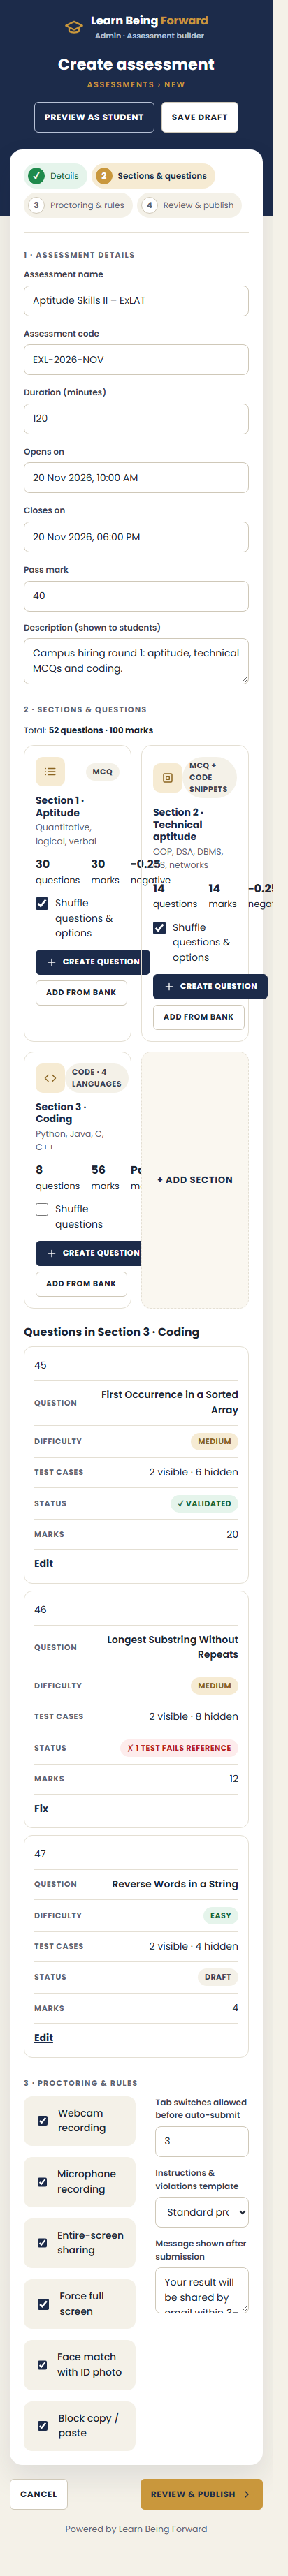 Learn Being Forward
Admin · Assessment builder
Create assessment
ASSESSMENTS › NEW
PREVIEW AS STUDENT
SAVE DRAFT
✓ Details
2 Sections & questions
3 Proctoring & rules
4 Review & publish
1 · ASSESSMENT DETAILS
Assessment name
Aptitude Skills II – ExLAT
Assessment code
EXL-2026-NOV
Duration (minutes)
120
Opens on
20 Nov 2026, 10:00 AM
Closes on
20 Nov 2026, 06:00 PM
Pass mark
40
Description (shown to students)
Campus hiring round 1: aptitude, technical
MCQs and coding.
2 · SECTIONS & QUESTIONS
Total: 52 questions · 100 marks
MCQ
Section 1 ·
Aptitude
Quantitative,
logical, verbal
30 30 -0.25
questions marks negative
Shuffle
questions &
options
+ CREATE QUESTION
ADD FROM BANK
MCQ +
CODE
SNIPPETS
Section 2 ·
Technical
aptitude
OOP, DSA, DBMS,
networks
14 14
questions marks
Shuffle
questions &
options
+ CREATE QUESTION
ADD FROM BANK
CODE · 4
LANGUAGES
Section 3 ·
Coding
Python, Java, C,
C++
8 56
questions marks
Shuffle
questions
+ CREATE QUESTION
ADD FROM BANK
+ ADD SECTION
Questions in Section 3 · Coding
45
QUESTION First Occurrence in a Sorted
Array
DIFFICULTY MEDIUM
TEST CASES 2 visible · 6 hidden
STATUS ✓ VALIDATED
MARKS 20
Edit
46
QUESTION Longest Substring Without
Repeats
DIFFICULTY MEDIUM
TEST CASES 2 visible · 8 hidden
STATUS ✗ 1 TEST FAILS REFERENCE
MARKS 12
Fix
47
QUESTION Reverse Words in a String
DIFFICULTY EASY
TEST CASES 2 visible · 4 hidden
STATUS DRAFT
MARKS 4
Edit
3 · PROCTORING & RULES
Webcam
recording
Microphone
recording
Entire-screen
sharing
Force full
screen
Face match
with ID photo
Block copy /
paste
Tab switches allowed
before auto-submit
3
Instructions &
violations template
Standard
Message shown after
submission
Your result will
be shared by
email within
CANCEL
REVIEW & PUBLISH >
Powered by Learn Being Forward